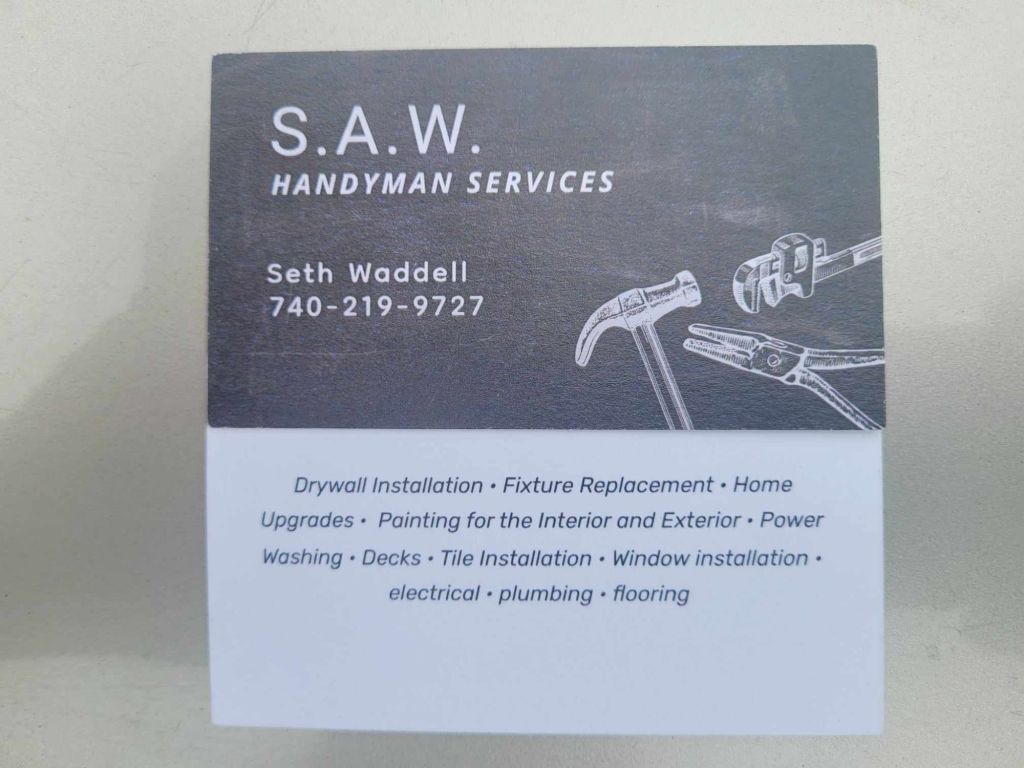 S.A.W.
HANDYMAN SERVICES
Seth Waddell
740-219-9727
Drywall Installation • Fixture Replacement • Home
Upgrades • Painting for the Interior and Exterior • Power
Washing • Decks • Tile Installation • Window installation •
electrical • plumbing • flooring